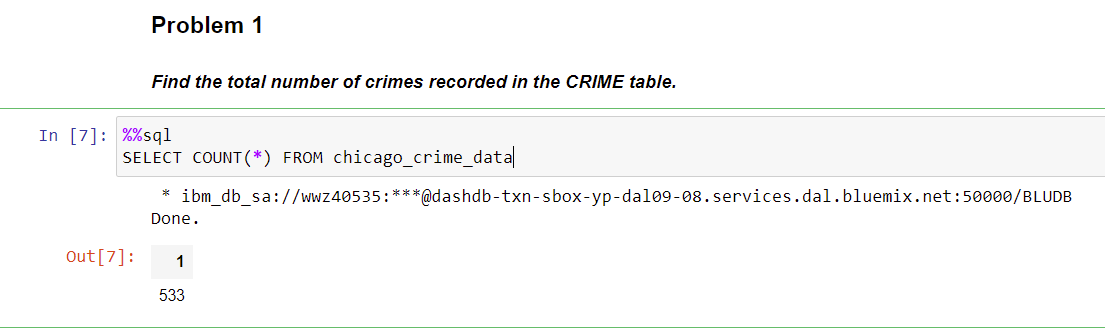 Problem 1
Find the total number of crimes recorded in the CRIME table.
In [7]: %%sql
SELECT COUNT(*) FROM chicago_crime_data
* ibm_db_sa://wwz40535:***@dashdb-txn-sbox-yp-dal09-08.services.dal.bluemix.net:50000/BLUDB
Done.
Out[7]: 1
533